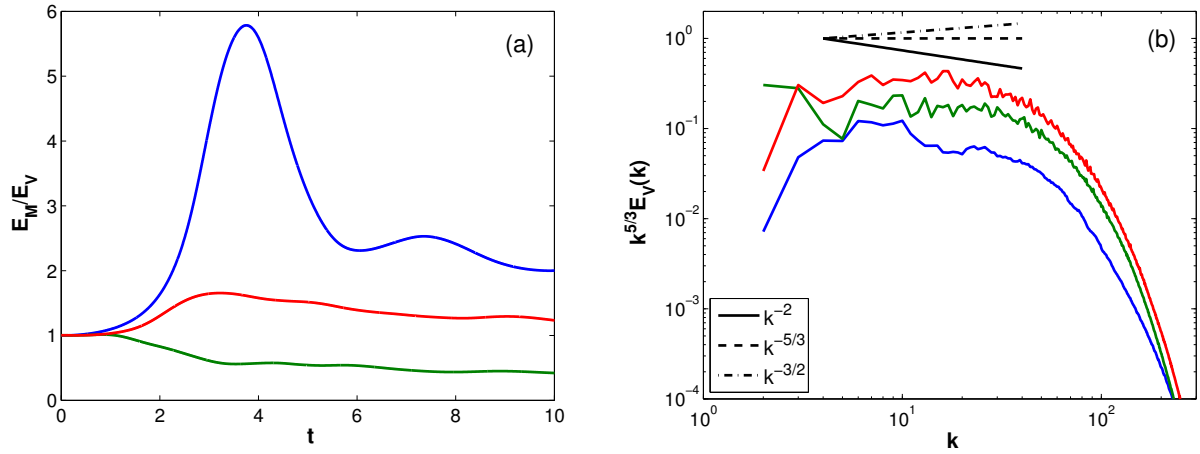 (a)
E_M/E_V
6
5
4
3
2
1
0
0 2 4 6 8 10
t
(b)
k^{5/3}E_V(k)
10^0
10^{-1}
10^{-2}
10^{-3}
10^{-4}
k^{-2}
k^{-5/3}
k^{-3/2}
10^0 10^1 10^2
k